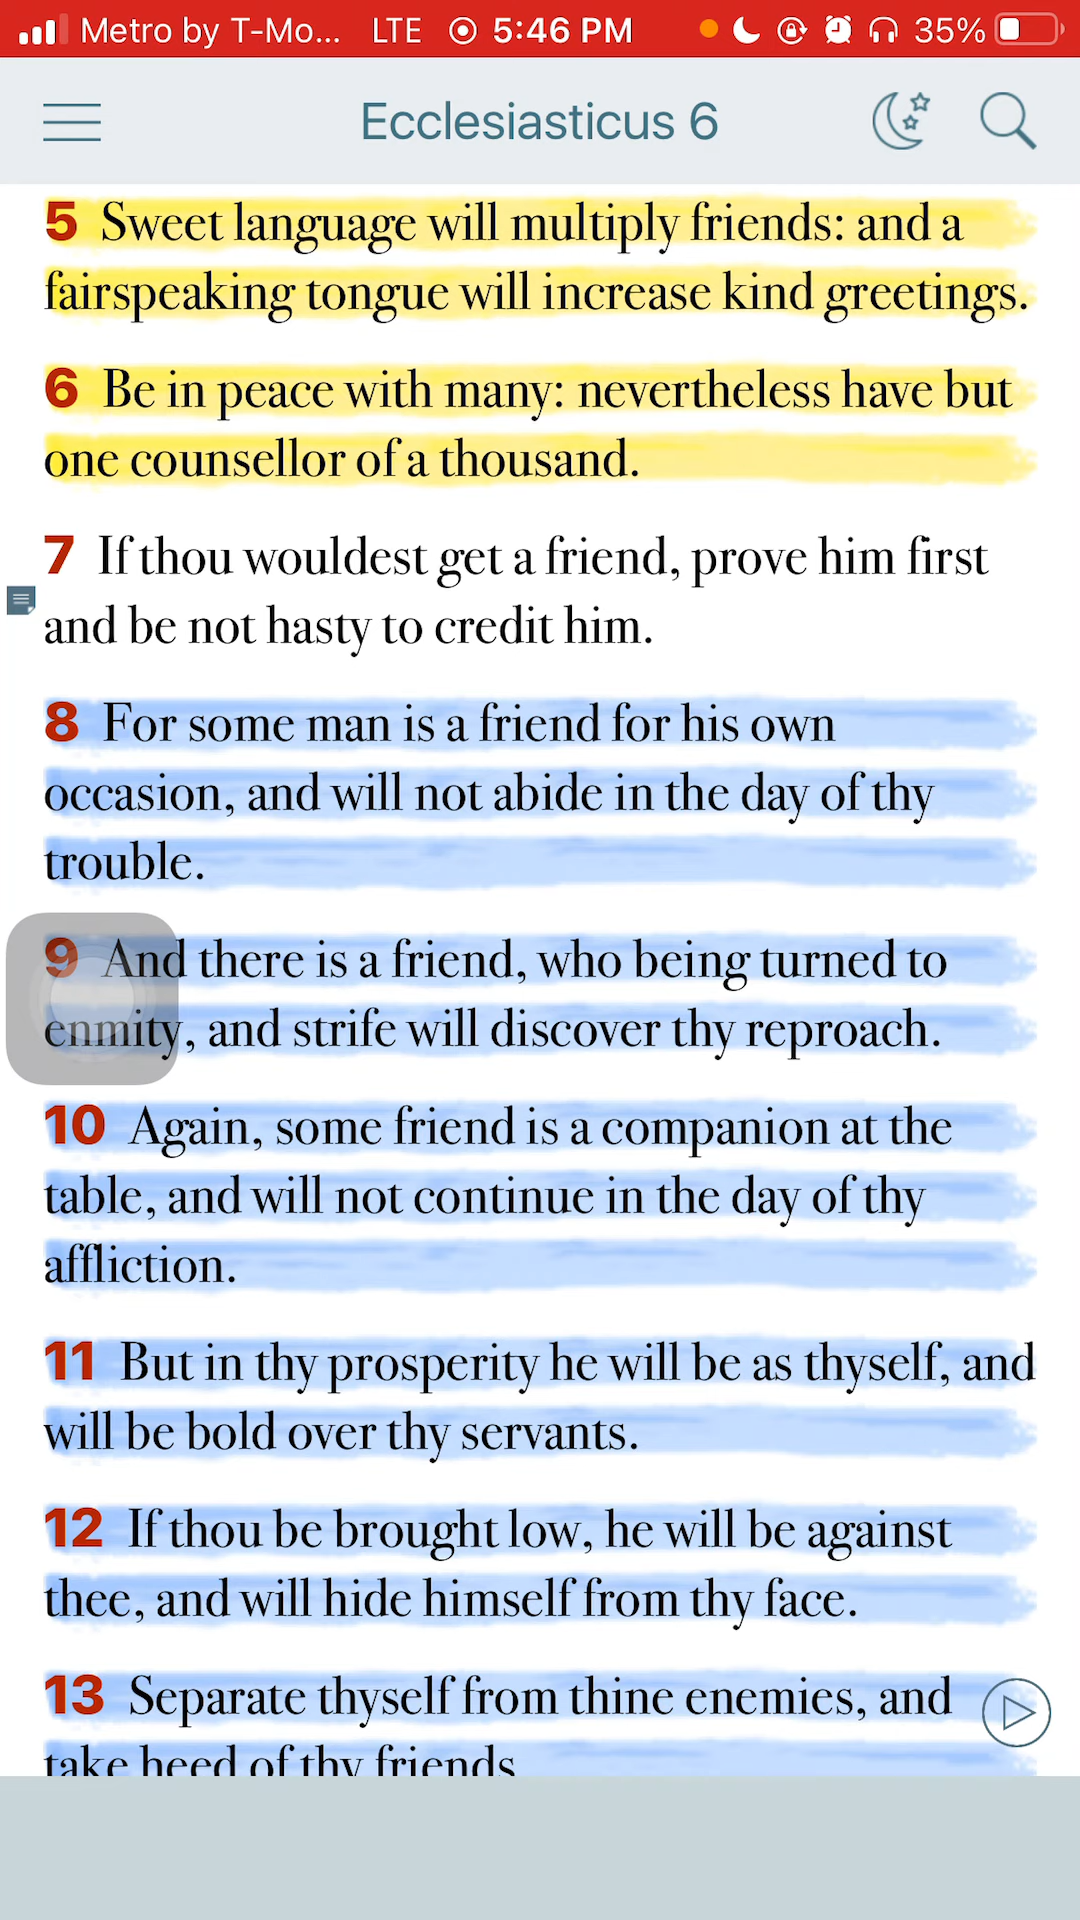 Metro by T-Mo... LTE 5:46 PM 35%
Ecclesiasticus 6
5 Sweet language will multiply friends: and a
fairspeaking tongue will increase kind greetings.
6 Be in peace with many: nevertheless have but
one counsellor of a thousand.
7 If thou wouldest get a friend, prove him first
and be not hasty to credit him.
8 For some man is a friend for his own
occasion, and will not abide in the day of thy
trouble.
9 And there is a friend, who being turned to
enmity, and strife will discover thy reproach.
10 Again, some friend is a companion at the
table, and will not continue in the day of thy
affliction.
11 But in thy prosperity he will be as thyself, and
will be bold over thy servants.
12 If thou be brought low, he will be against
thee, and will hide himself from thy face.
13 Separate thyself from thine enemies, and
take heed of thy friends